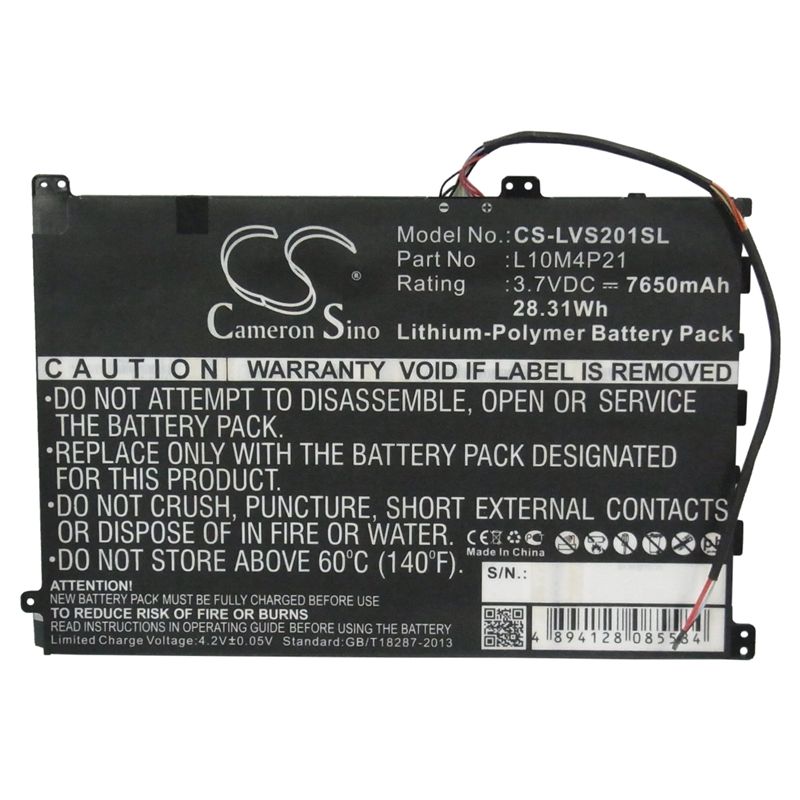 Cameron Sino
Model No.: CS-LVS201SL
Part No : L10M4P21
Rating : 3.7VDC ⎓ 7650mAh
28.31Wh
Lithium-Polymer Battery Pack
CAUTION WARRANTY VOID IF LABEL IS REMOVED
•DO NOT ATTEMPT TO DISASSEMBLE, OPEN OR SERVICE
THE BATTERY PACK.
•REPLACE ONLY WITH THE BATTERY PACK DESIGNATED
FOR THIS PRODUCT.
•DO NOT CRUSH, PUNCTURE, SHORT EXTERNAL CONTACTS
OR DISPOSE OF IN FIRE OR WATER.
•DO NOT STORE ABOVE 60°C (140°F).
Made In China
ATTENTION!
NEW BATTERY PACK MUST BE FULLY CHARGED BEFORE USE
TO REDUCE RISK OF FIRE OR BURNS
READ INSTRUCTIONS OF OPERATING SAFETY GUIDE BEFORE USE
Limited Charge Voltage:4.2V±0.05V Standard:GB/T18287-2013
S/N.:
4 894128 085584